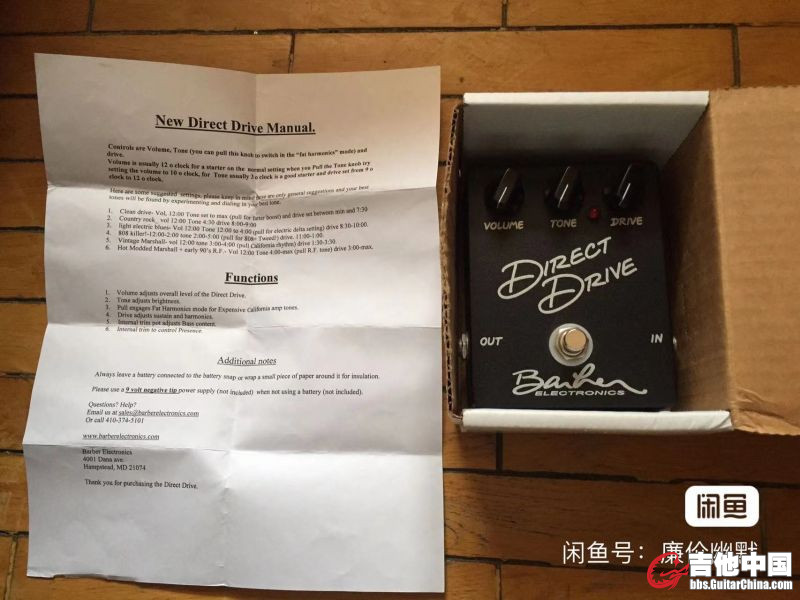 New Direct Drive Manual.
Controls are Volume, Tone (you can pull this knob to switch in the "fat harmonics" mode) and
drive.
Volume is usually 12 o clock for a starter on the normal setting when you Pull the Tone knob try
setting the volume to 10 o clock, for Tone usually 3 o clock is a good starter and drive set from 9 o
clock to 12 o clock.
Here are some suggested settings, please keep in mind these are only general suggestions and your best
tones will be found by experimenting and dialing in your best tone.
1. Clean drive- Vol, 12:00 Tone set to max (pull for fatter boost) and drive set between min and 7:30
2. Country rock_ vol 12:00 Tone 4:30 drive 8:00-9:00
3. light electric blues- Vol 12:00 Tone 12:00 to 4:00 (pull for electric delta setting) drive 8:30-10:00.
4. 808 killer!-12:00-2:00 tone 2:00-5:00 (pull for 808+ Tweed!) drive. 11:00-1:00.
5. Vintage Marshall- vol 12:00 tone 3:00-4:00 (pull California rhythm) drive 1:30-3:30.
6. Hot Modded Marshall + early 90's R.F.- Vol 12:00 Tone 4:00-max (pull R.F. tone) drive 3:00-max.
Functions
1. Volume adjusts overall level of the Direct Drive.
2. Tone adjusts brightness.
3. Pull engages Fat Harmonics mode for Expensive California amp tones.
4. Drive adjusts sustain and harmonics.
5. Internal trim pot adjusts Bass content.
6. Internal trim to control Presence.
Additional notes
Always leave a battery connected to the battery snap or wrap a small piece of paper around it for insulation.
Please use a 9 volt negative tip power supply (not included) when not using a battery (not included).
Questions? Help?
Email us at sales@barberelectronics.com
Or call 410-374-5101
www.barberelectronics.com
Barber Electronics
4001 Dana ave.
Hampstead, MD 21074
Thank you for purchasing the Direct Drive.
VOLUME TONE DRIVE
DIRECT
DRIVE
OUT IN
Barber
ELECTRONICS
闲鱼
闲鱼号：廉伦幽默
吉他中国
bbs.GuitarChina.com